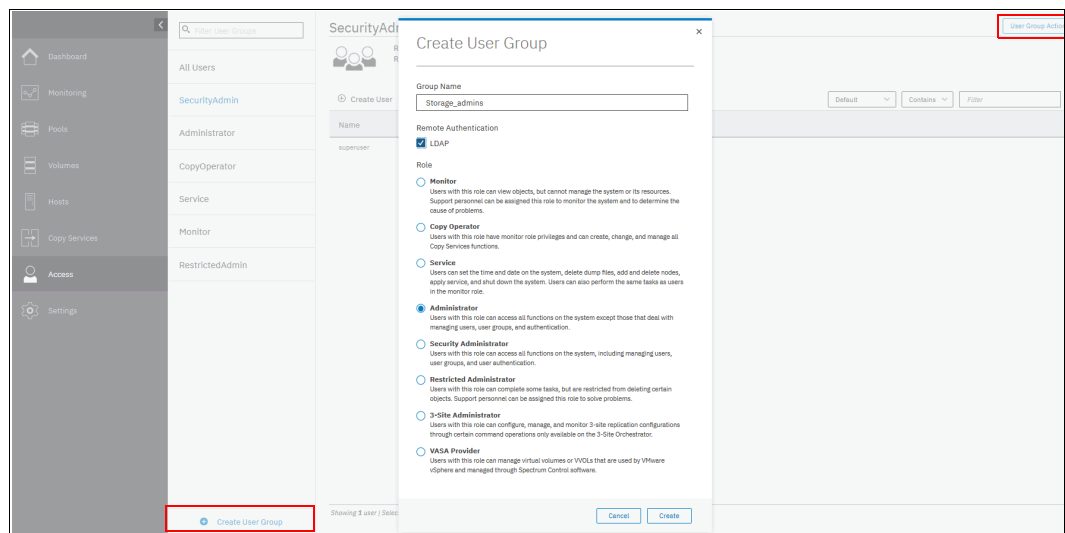 Filter User Groups
Dashboard
Monitoring
Pools
Volumes
Hosts
Copy Services
Access
Settings
All Users
SecurityAdmin
Administrator
CopyOperator
Service
Monitor
RestrictedAdmin
Create User Group
SecurityAdr
R
R
User Group Action
Create User
Default
Contains
Filter
Name
superuser
Showing 1 user | Selec
Create User Group
×
Group Name
Storage_admins
Remote Authentication
LDAP
Role
Monitor
Users with this role can view objects, but cannot manage the system or its resources.
Support personnel can be assigned this role to monitor the system and to determine the
cause of problems.
Copy Operator
Users with this role have monitor role privileges and can create, change, and manage all
Copy Services functions.
Service
Users can set the time and date on the system, delete dump files, add and delete nodes,
apply service, and shut down the system. Users can also perform the same tasks as users
in the monitor role.
Administrator
Users with this role can access all functions on the system except those that deal with
managing users, user groups, and authentication.
Security Administrator
Users with this role can access all functions on the system, including managing users,
user groups, and user authentication.
Restricted Administrator
Users with this role can complete some tasks, but are restricted from deleting certain
objects. Support personnel can be assigned this role to solve problems.
3-Site Administrator
Users with this role can configure, manage, and monitor 3-site replication configurations
through certain command operations only available on the 3-Site Orchestrator.
VASA Provider
Users with this role can manage virtual volumes or VVOLs that are used by VMware
vSphere and managed through Spectrum Control software.
Cancel
Create